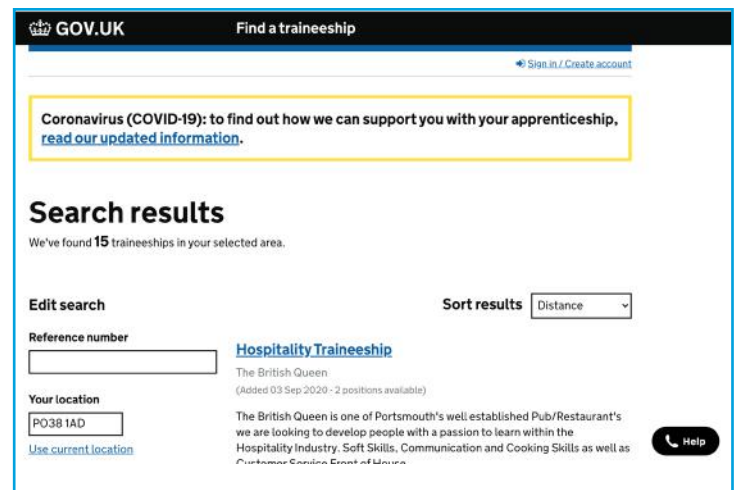 GOV.UK Find a traineeship
Sign in / Create account
Coronavirus (COVID-19): to find out how we can support you with your apprenticeship,
read our updated information.
Search results
We've found 15 traineeships in your selected area.
Edit search
Sort results Distance
Reference number
Hospitality Traineeship
The British Queen
(Added 03 Sep 2020 - 2 positions available)
Your location
PO38 1AD
Use current location
The British Queen is one of Portsmouth's well established Pub/Restaurant's
we are looking to develop people with a passion to learn within the
Hospitality Industry. Soft Skills, Communication and Cooking Skills as well as
Customer Service Front of House
Help